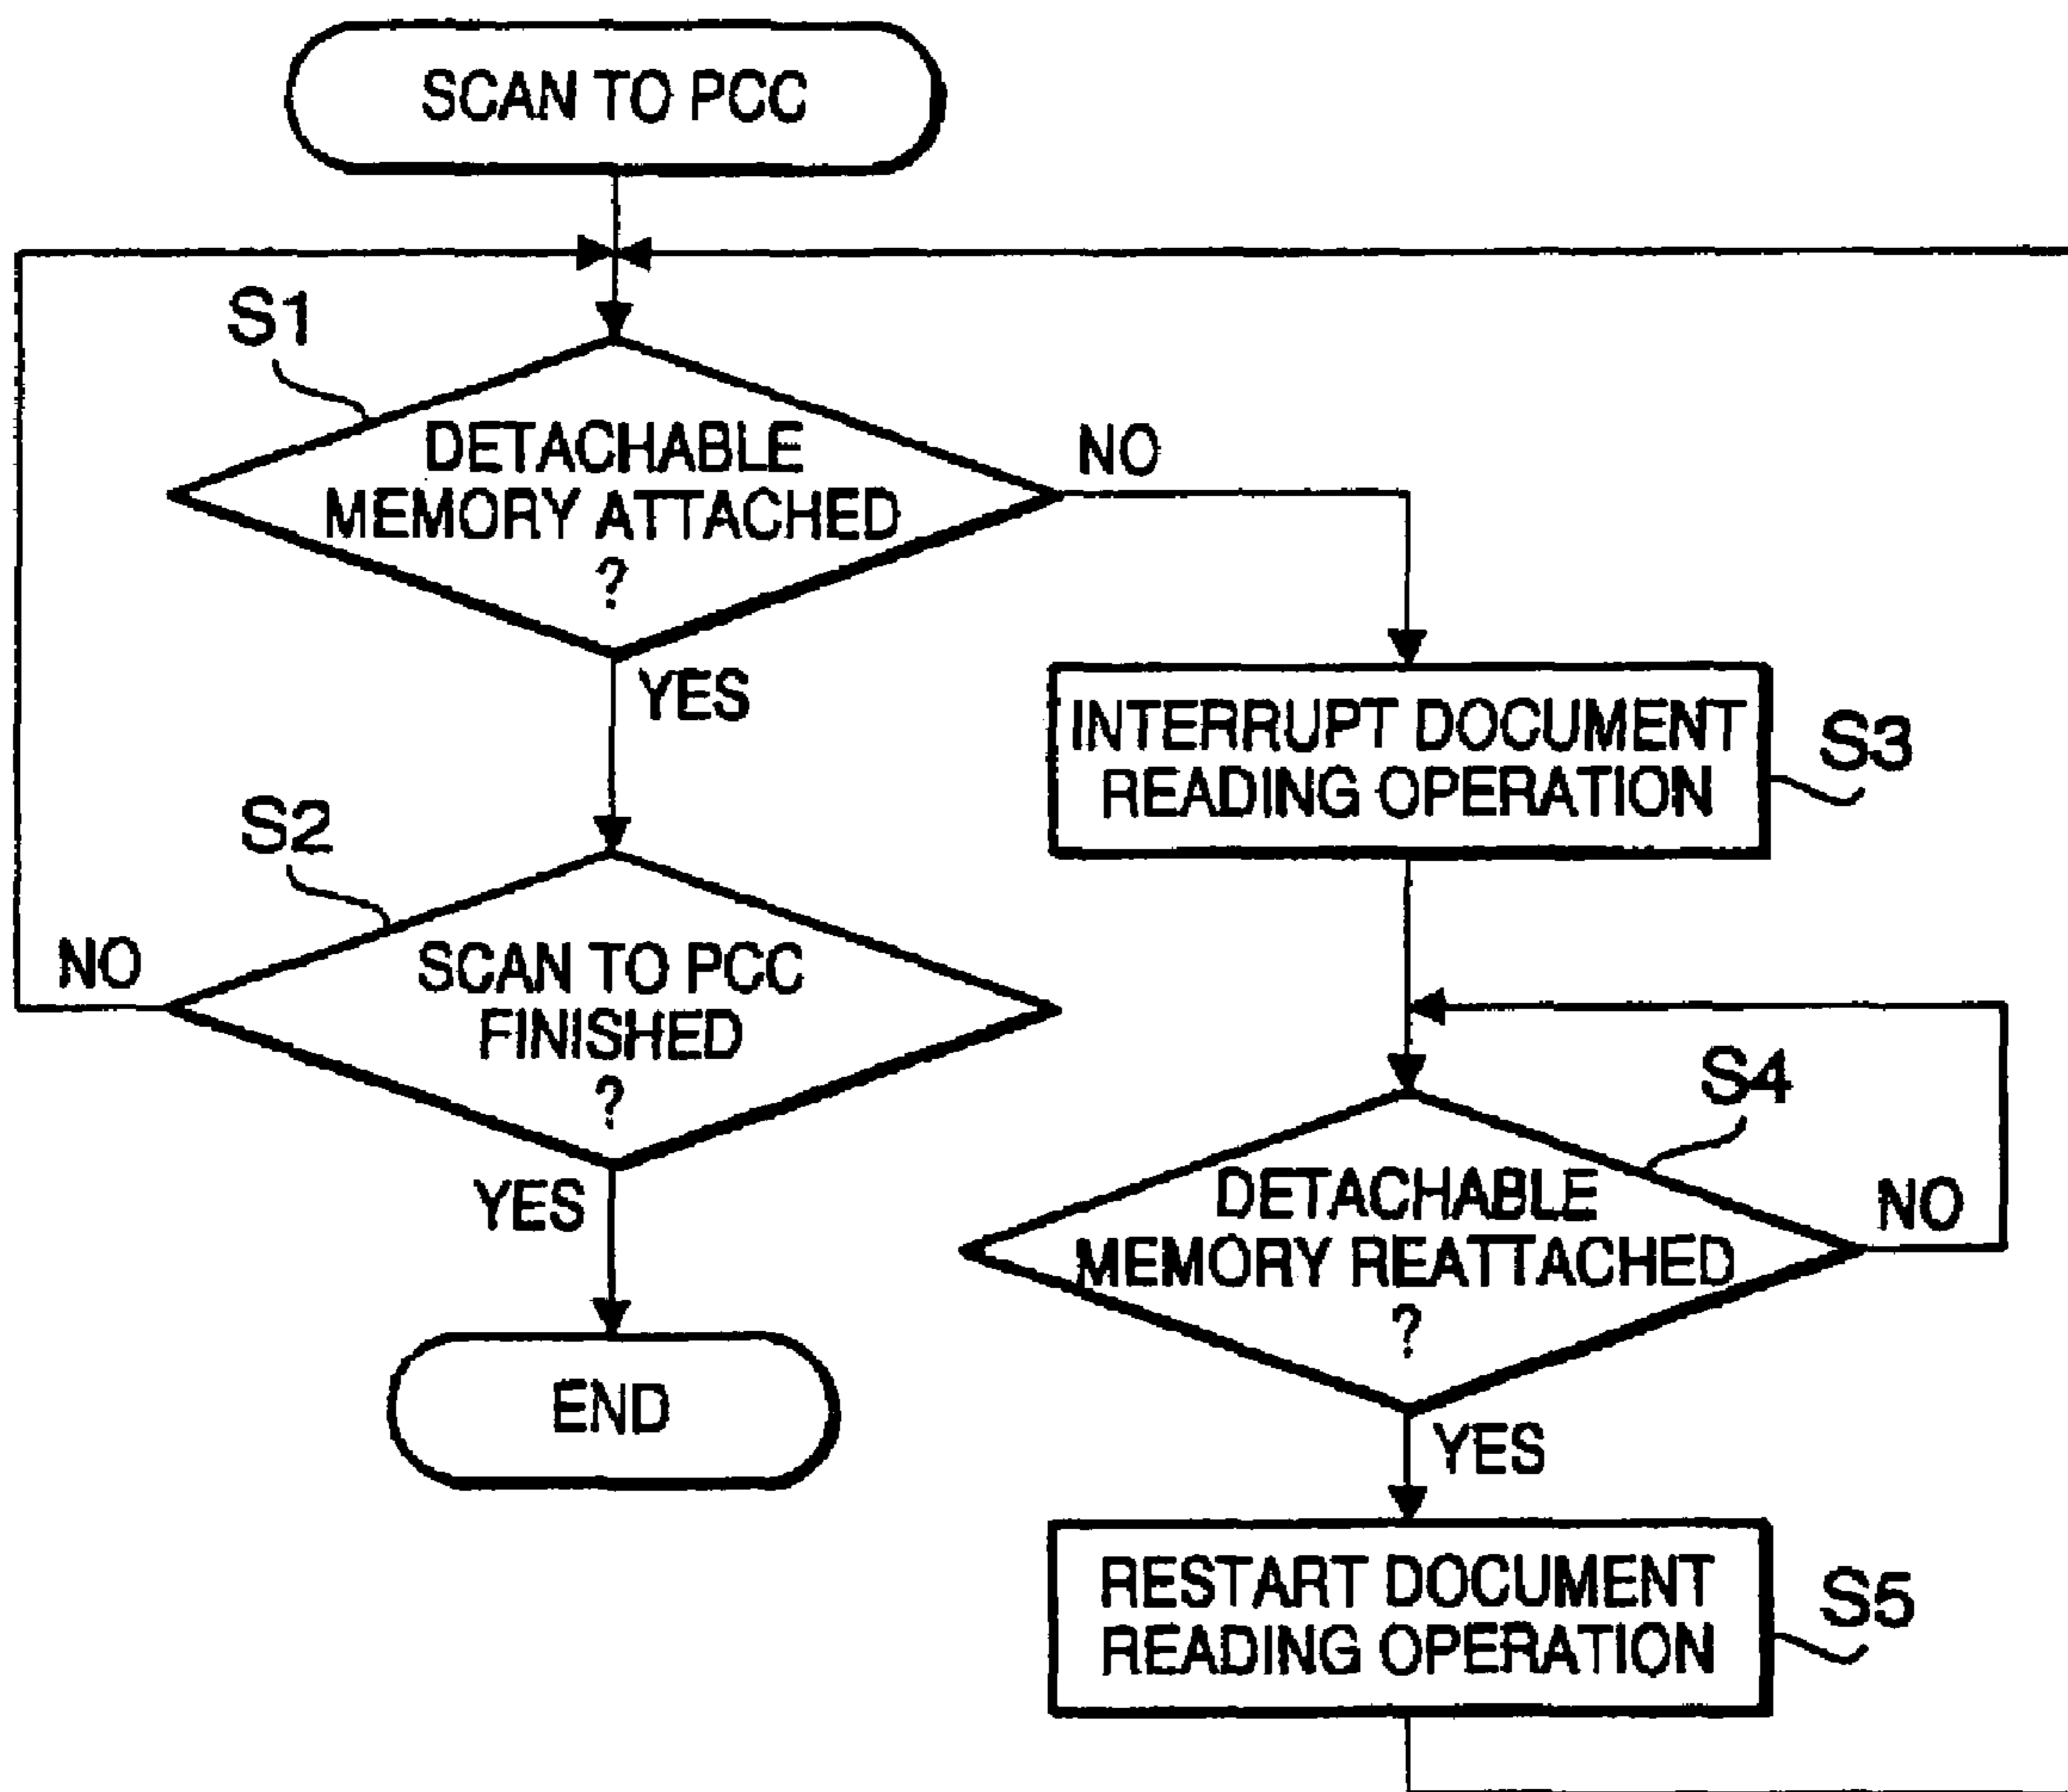 SCAN TO PCC
S1
DETACHABLE
MEMORY ATTACHED
?
NO
YES
INTERRUPT DOCUMENT
READING OPERATION
S3
S2
SCAN TO PCC
FINISHED
?
NO
YES
END
S4
DETACHABLE
MEMORY REATTACHED
?
NO
YES
RESTART DOCUMENT
READING OPERATION
S5